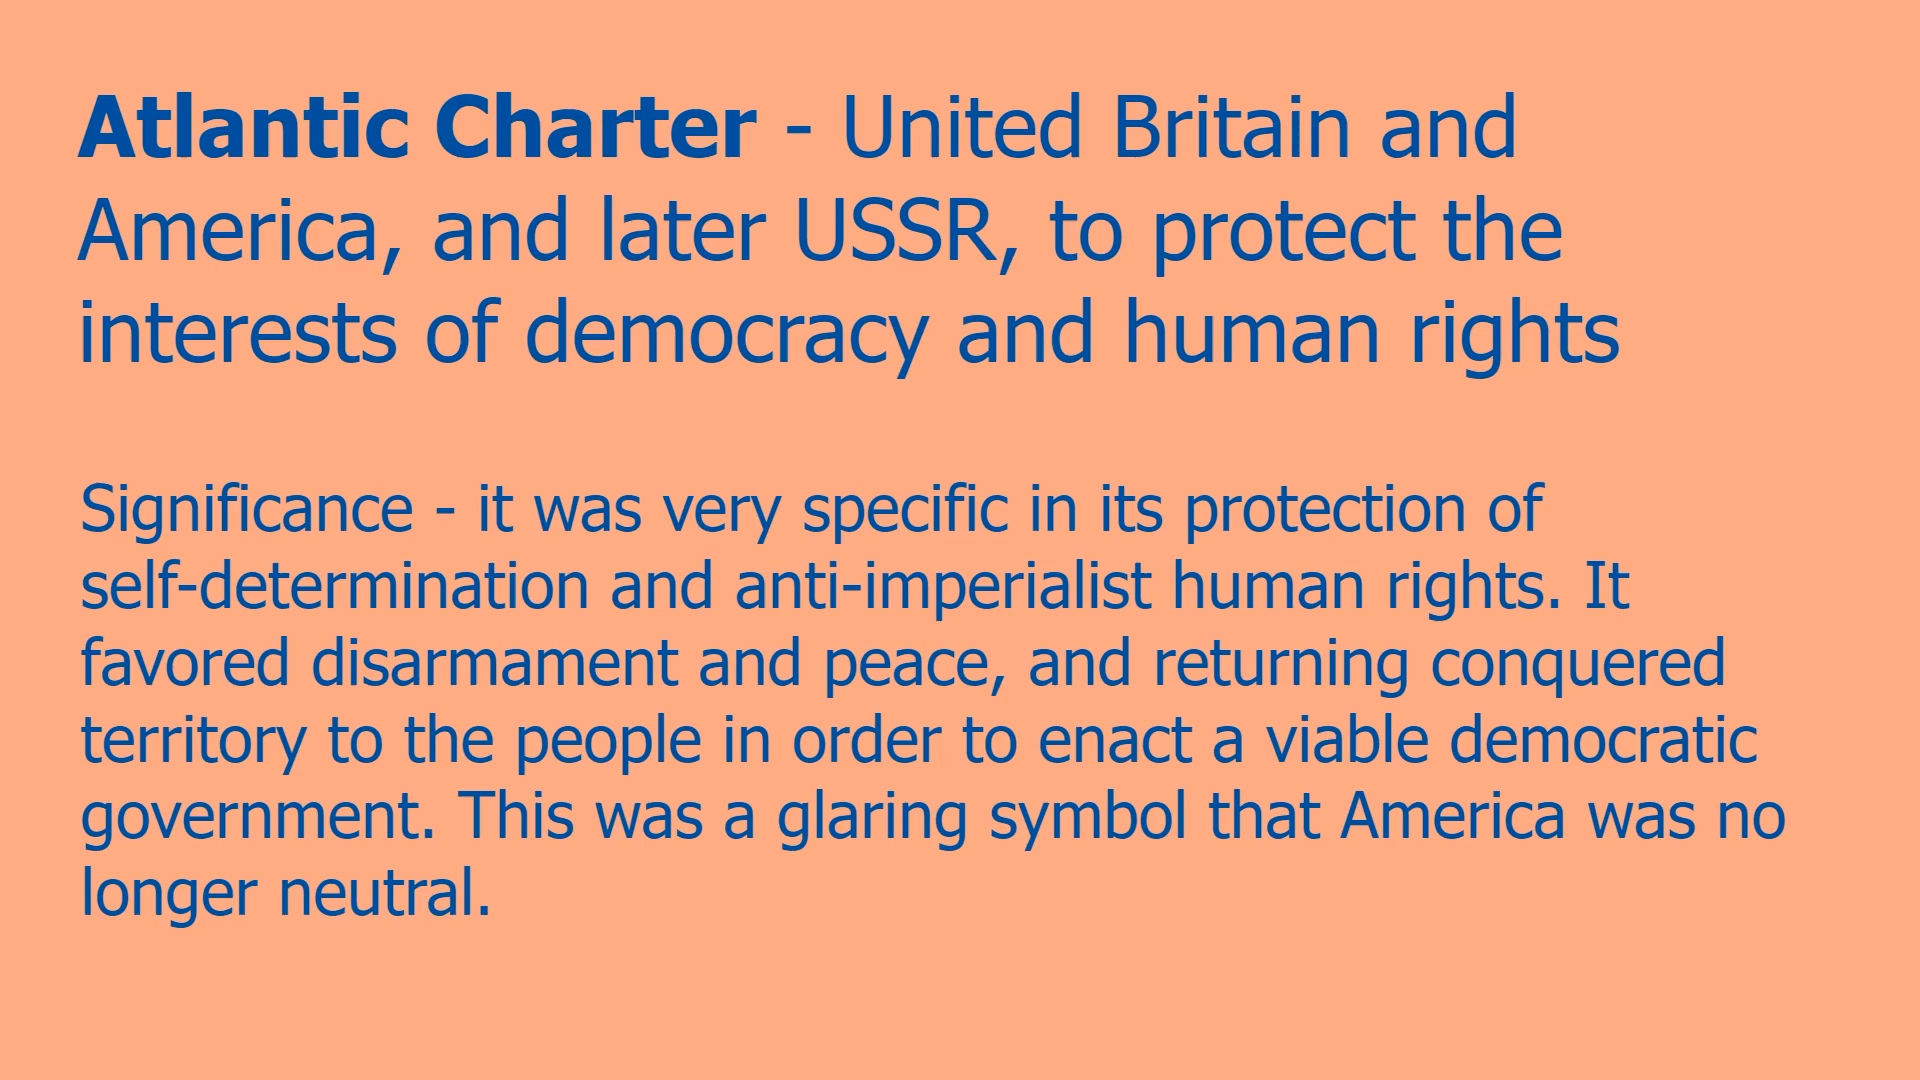 Atlantic Charter - United Britain and
America, and later USSR, to protect the
interests of democracy and human rights
Significance - it was very specific in its protection of
self-determination and anti-imperialist human rights. It
favored disarmament and peace, and returning conquered
territory to the people in order to enact a viable democratic
government. This was a glaring symbol that America was no
longer neutral.